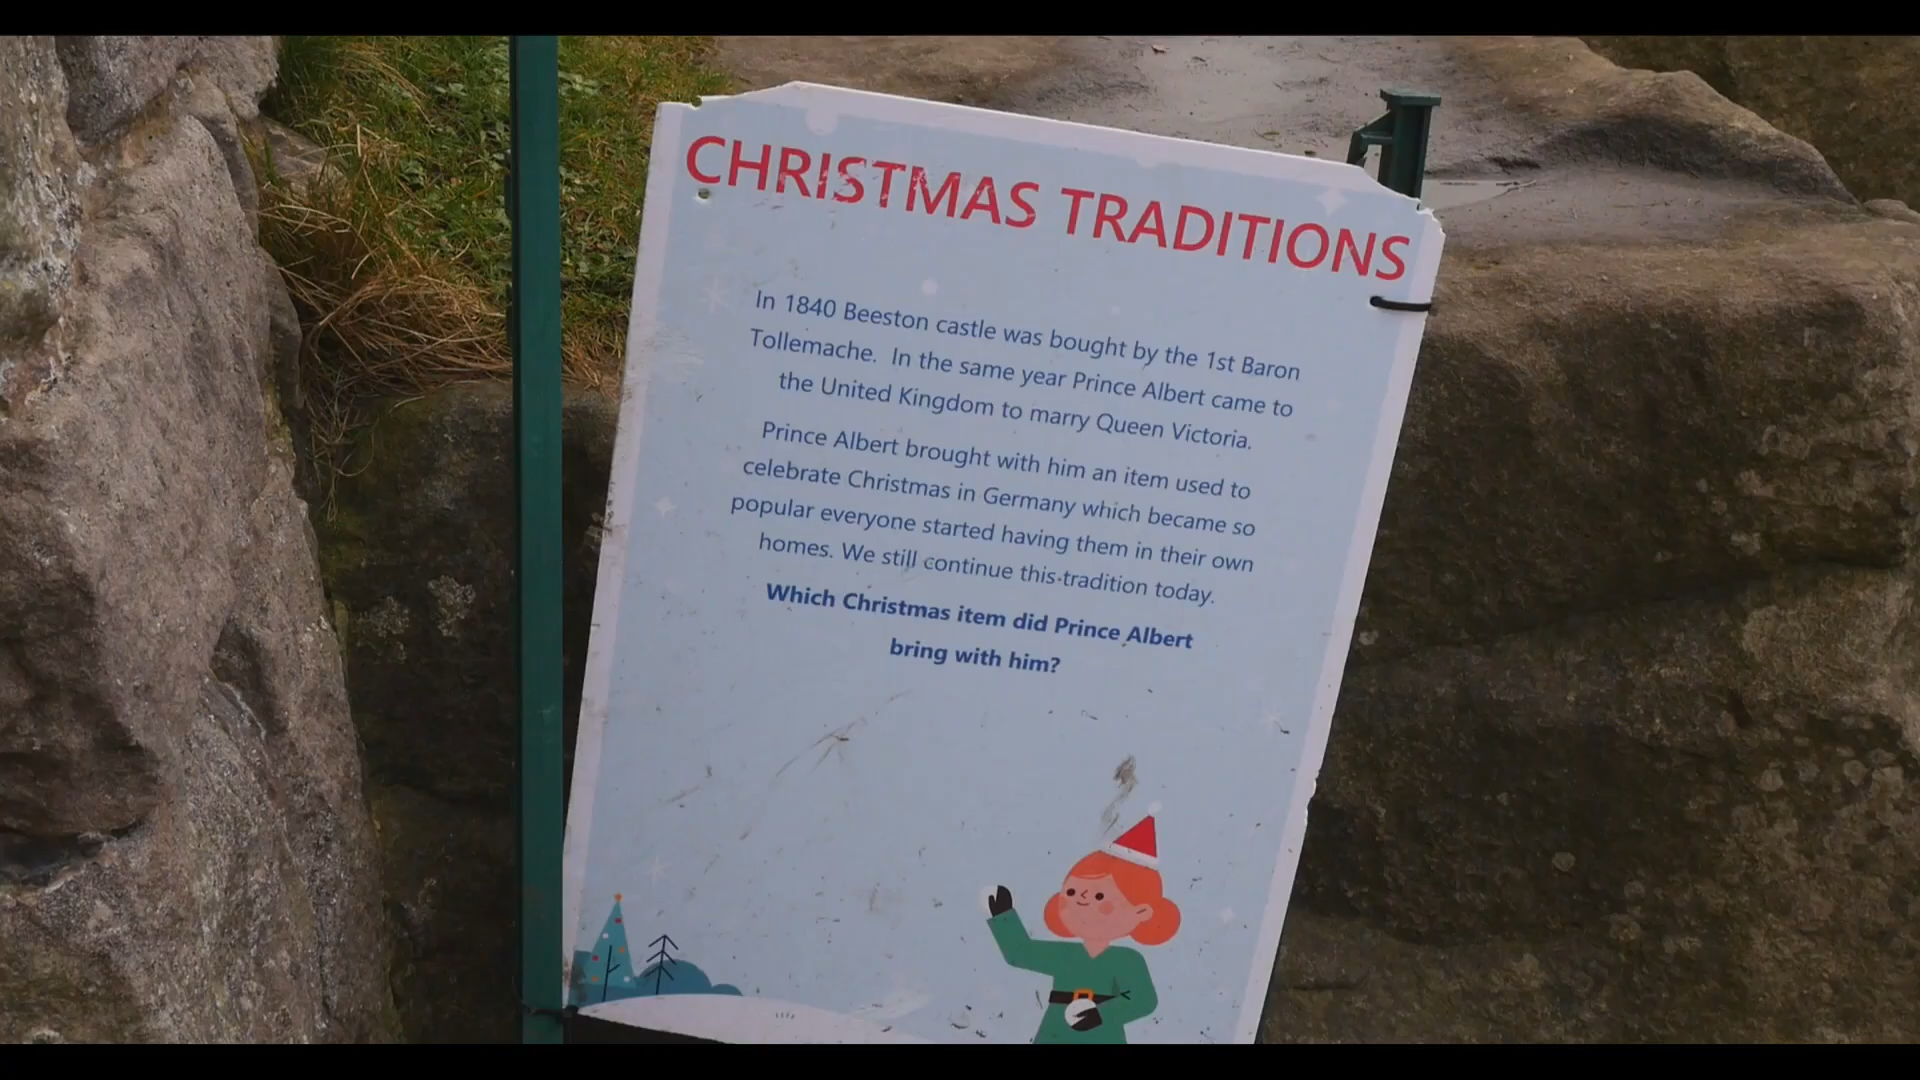 CHRISTMAS TRADITIONS
In 1840 Beeston castle was bought by the 1st Baron
Tollemache. In the same year Prince Albert came to
the United Kingdom to marry Queen Victoria.
Prince Albert brought with him an item used to
celebrate Christmas in Germany which became so
popular everyone started having them in their own
homes. We still continue this tradition today.
Which Christmas item did Prince Albert
bring with him?